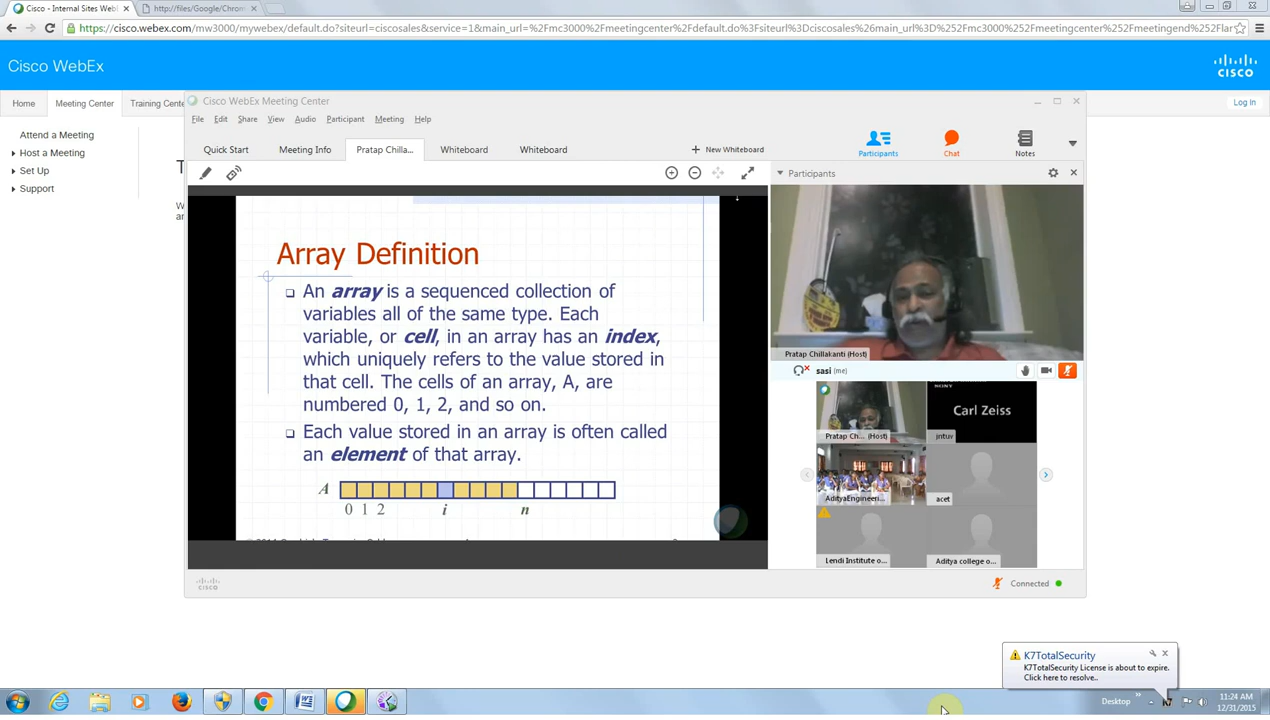 Cisco - Internal Sites WebE
http://files/Google/Chrom
https://cisco.webex.com/mw3000/mywebex/default.do?siteurl=ciscosales&service=1&main_url=%2Fmc3000%2Fmeetingcenter%2Fdefault.do%3Fsiteurl%3Dciscosales%26main_url%3D%252Fmc3000%252Fmeetingcenter%252Fmeetingend%252Flar
Cisco WebEx
CISCO
Home
Meeting Center
Training Cente
Log In
Attend a Meeting
Host a Meeting
Set Up
Support
T
W
ar
Cisco WebEx Meeting Center
File Edit Share View Audio Participant Meeting Help
Quick Start
Meeting Info
Pratap Chilla...
Whiteboard
Whiteboard
+ New Whiteboard
Participants
Chat
Notes
Participants
Array Definition
An array is a sequenced collection of
variables all of the same type. Each
variable, or cell, in an array has an index,
which uniquely refers to the value stored in
that cell. The cells of an array, A, are
numbered 0, 1, 2, and so on.
Each value stored in an array is often called
an element of that array.
A
0 1 2 i n
Pratap Chillakanti (Host)
sasi (me)
Pratap Ch... (Host)
SONY
Carl Zeiss
jntuv
AdityaEngineeri...
acet
Lendi Institute o...
Aditya college o...
CISCO
Connected
K7TotalSecurity
K7TotalSecurity License is about to expire.
Click here to resolve..
Desktop
11:24 AM
12/31/2015